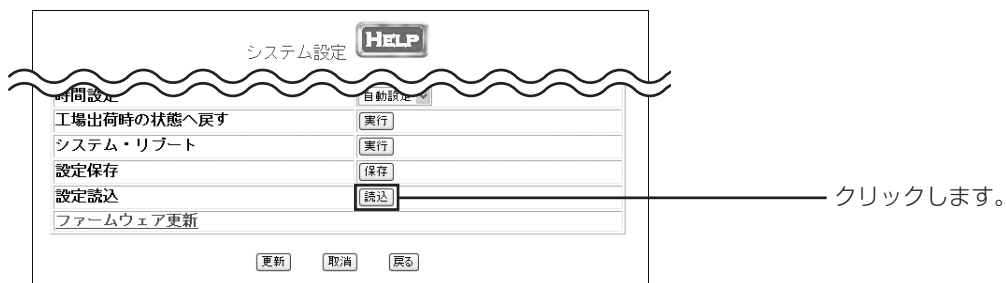 システム設定 HELP
時間設定 自動設定
工場出荷時の状態へ戻す 実行
システム・リブート 実行
設定保存 保存
設定読込 読込 クリックします。
ファームウェア更新
更新 取消 戻る